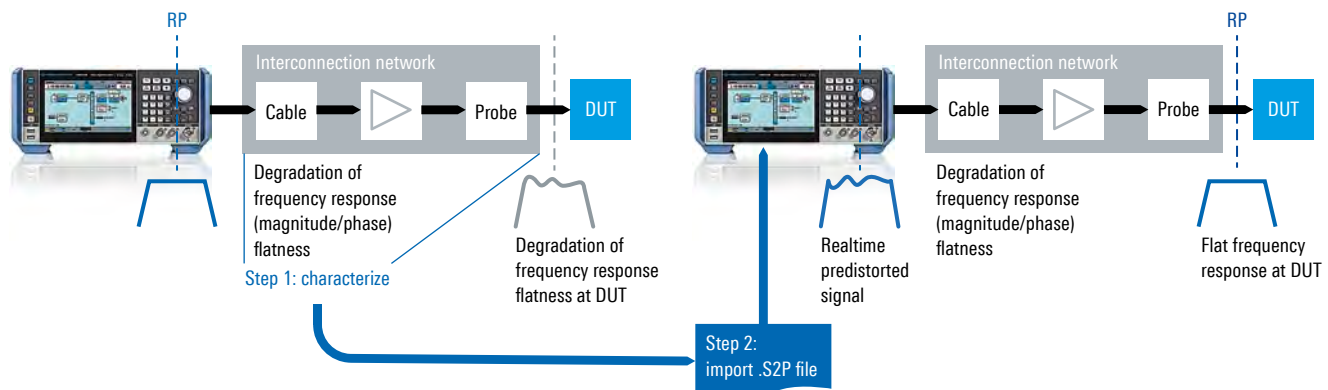 RP
Interconnection network
Cable
Probe
DUT
Degradation of
frequency response
(magnitude/phase)
flatness
Step 1: characterize
Degradation of
frequency response
flatness at DUT
RP
Interconnection network
Cable
Probe
DUT
Realtime
predistorted
signal
Degradation of
frequency response
(magnitude/phase)
flatness
Flat frequency
response at DUT
Step 2:
import .S2P file